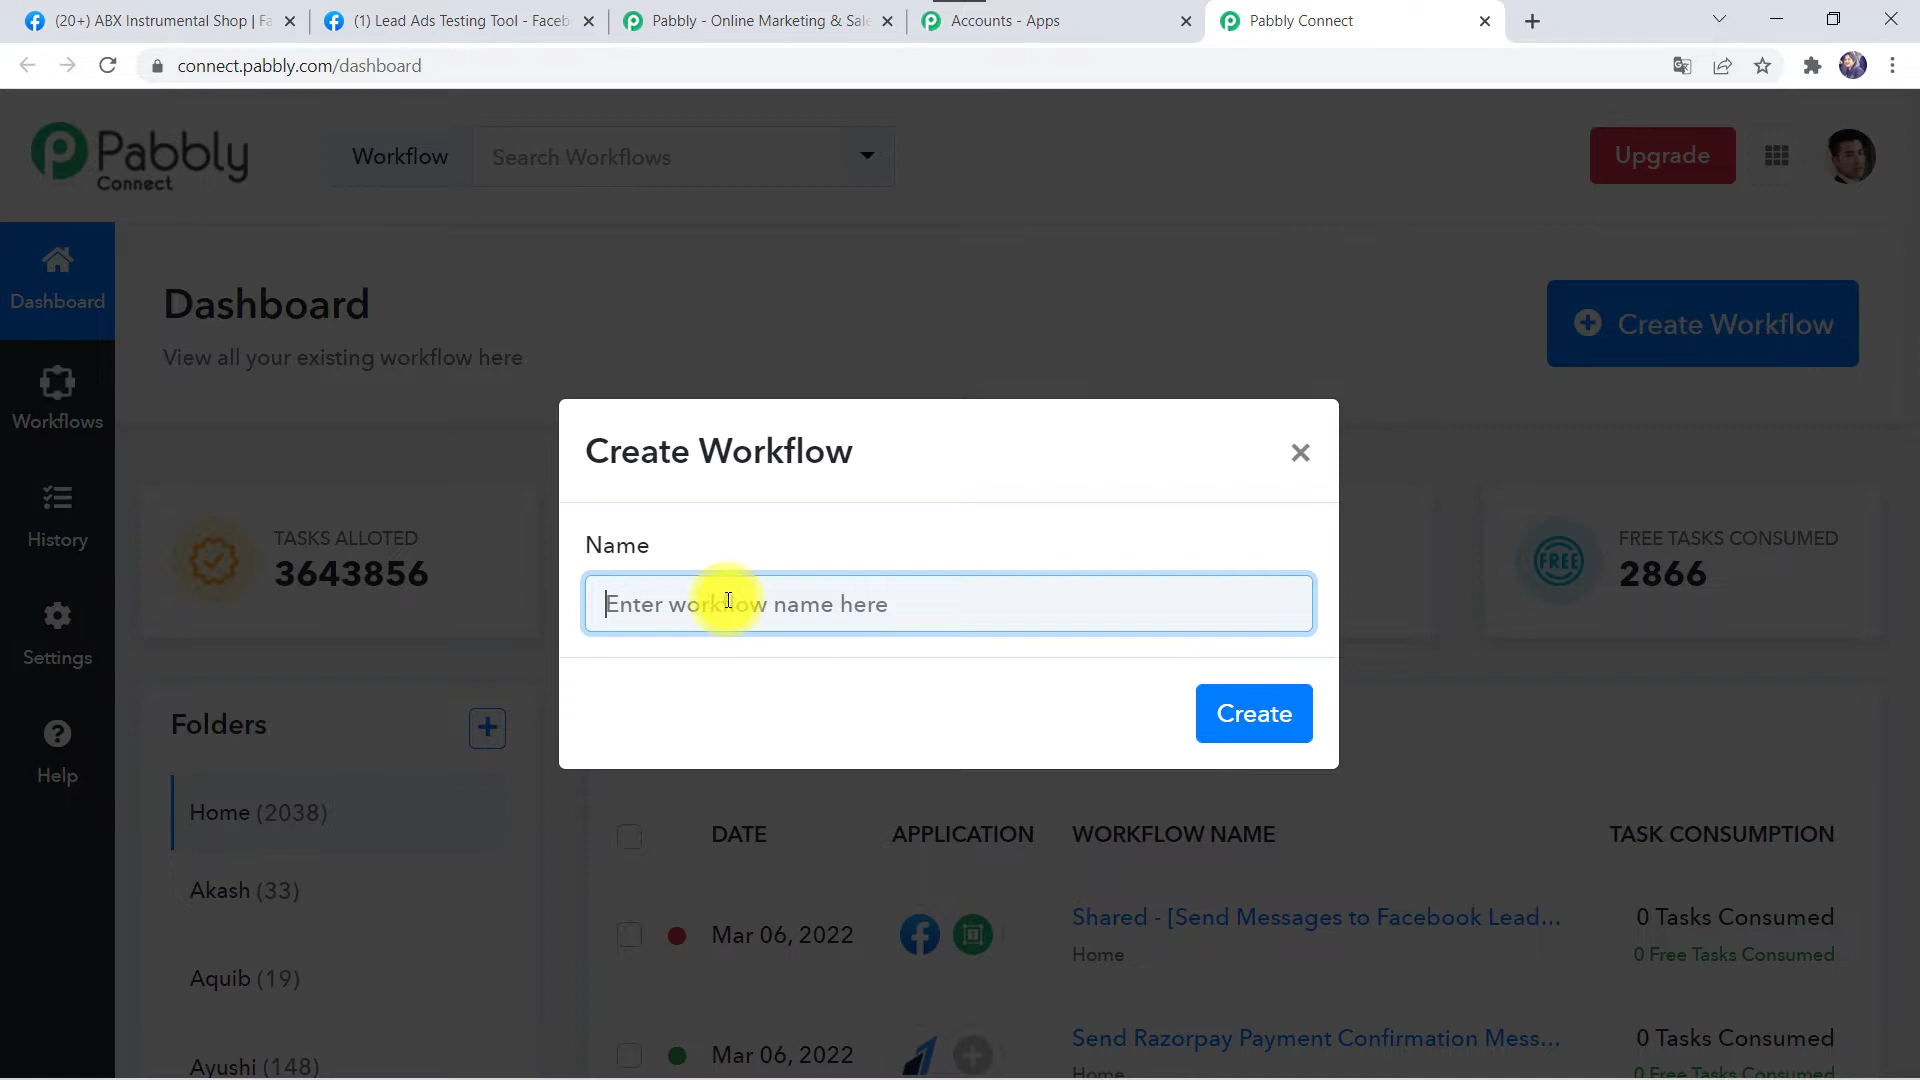 (20+) ABX Instrumental Shop | Fa
(1) Lead Ads Testing Tool - Faceb
Pabbly - Online Marketing & Sale
Accounts - Apps
Pabbly Connect
connect.pabbly.com/dashboard
Pabbly
Connect
Workflow
Search Workflows
Upgrade
Dashboard
Workflows
History
Settings
Help
Dashboard
View all your existing workflow here
Create Workflow
TASKS ALLOTED
3643856
FREE
FREE TASKS CONSUMED
2866
Create Workflow
Name
Enter workflow name here
Create
Folders
Home (2038)
Akash (33)
Aquib (19)
Ayushi (148)
DATE
APPLICATION
WORKFLOW NAME
TASK CONSUMPTION
Mar 06, 2022
Shared - [Send Messages to Facebook Lead...
Home
0 Tasks Consumed
0 Free Tasks Consumed
Mar 06, 2022
Send Razorpay Payment Confirmation Mess...
Home
0 Tasks Consumed
0 Free Tasks Consumed